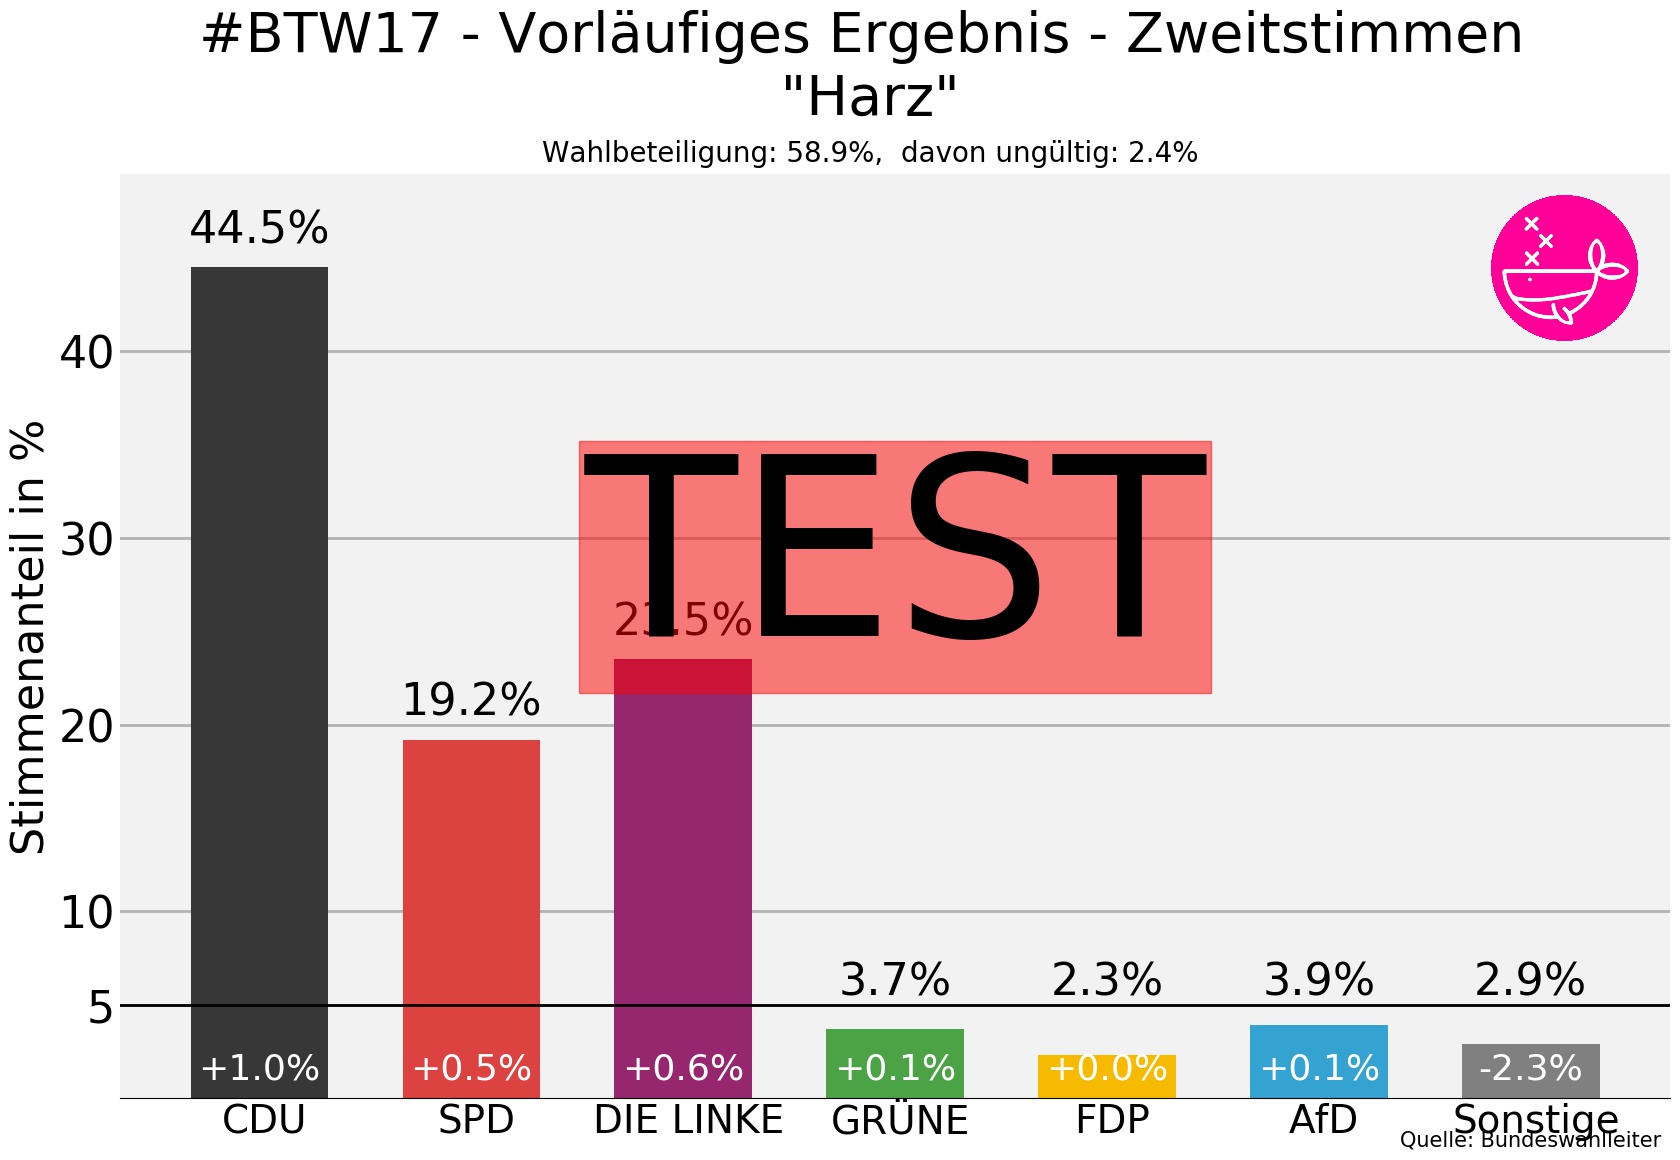 #BTW17 - Vorläufiges Ergebnis - Zweitstimmen
"Harz"
Wahlbeteiligung: 58.9%, davon ungültig: 2.4%
Stimmenanteil in %
40
30
20
10
5
44.5%
19.2%
23.5%
3.7%
2.3%
3.9%
2.9%
TEST
+1.0%
+0.5%
+0.6%
+0.1%
+0.0%
+0.1%
-2.3%
CDU
SPD
DIE LINKE
GRÜNE
FDP
AfD
Sonstige
Quelle: Bundeswahlleiter